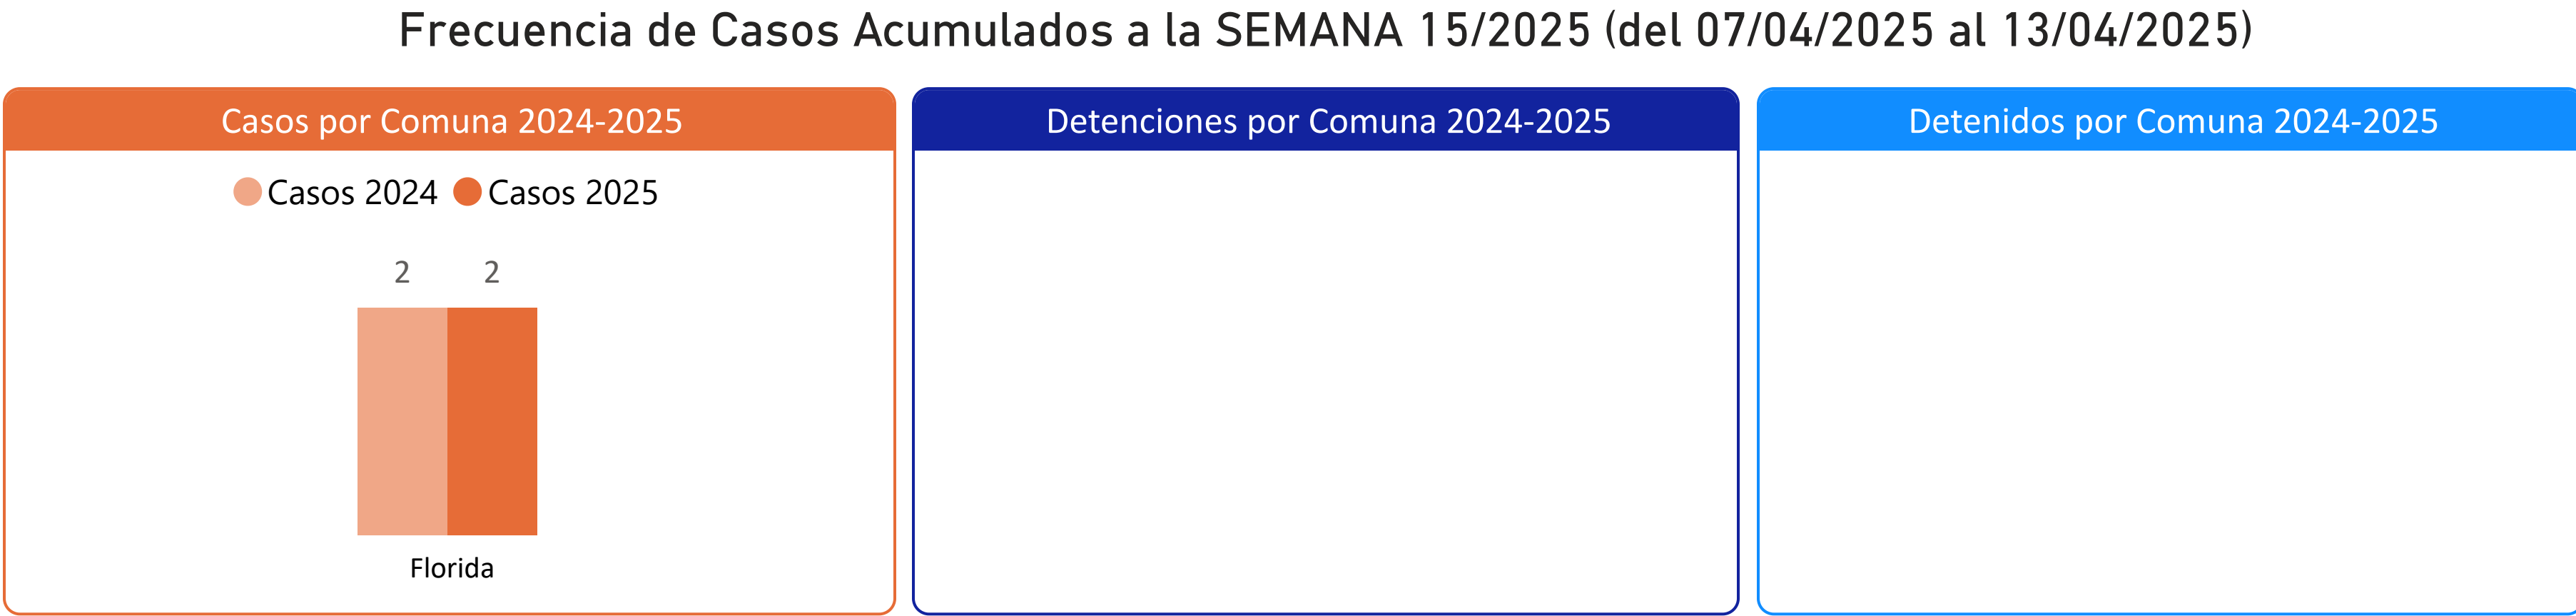 Frecuencia de Casos Acumulados a la SEMANA 15/2025 (del 07/04/2025 al 13/04/2025)
Casos por Comuna 2024-2025
Casos 2024 Casos 2025
2 2
Florida
Detenciones por Comuna 2024-2025
Detenidos por Comuna 2024-2025